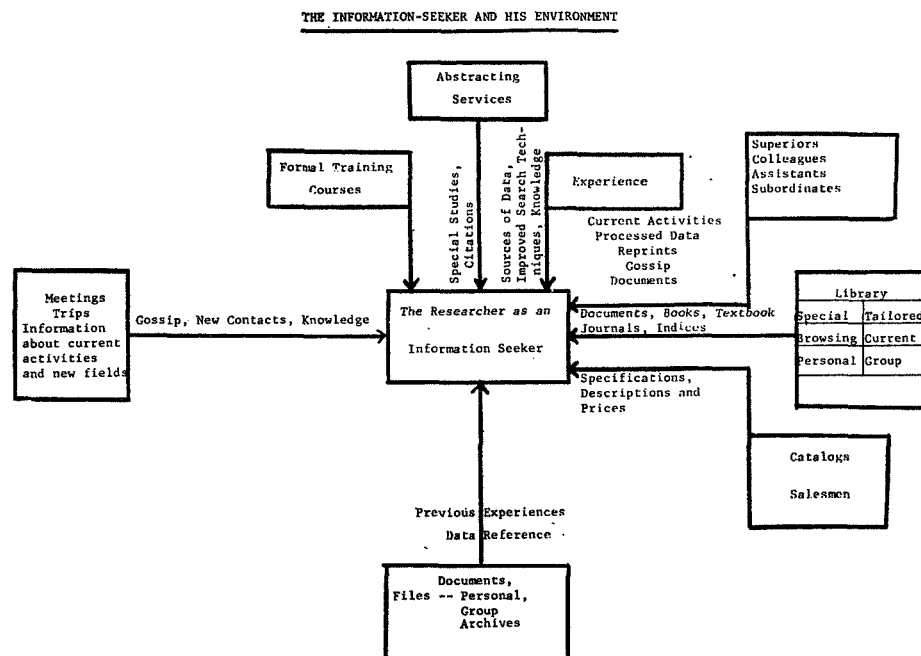 THE INFORMATION-SEEKER AND HIS ENVIRONMENT
Abstracting
Services
Formal Training
Courses
Special Studies,
Citations
Sources of Data,
Improved Search Tech-
niques, Knowledge
Experience
Superiors
Colleagues
Assistants
Subordinates
Current Activities
Processed Data
Reprints
Gossip
Documents
Meetings
Trips
Information
about current
activities
and new fields
Gossip, New Contacts, Knowledge
The Researcher as an
Information Seeker
Documents, Books, Textbook
Journals, Indices
Library
Special Tailored
Browsing Current
Personal Group
Specifications,
Descriptions and
Prices
Catalogs
Salesmen
Previous Experiences
Data Reference
Documents,
Files -- Personal,
Group
Archives